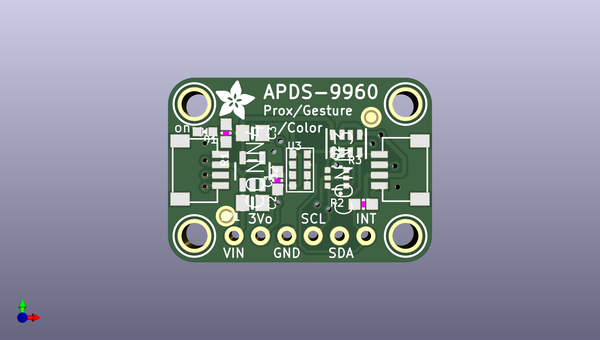 APDS-9960
Prox/Gesture
/Color
on
U3
R3
R2
3Vo
SCL
INT
VIN
GND
SDA